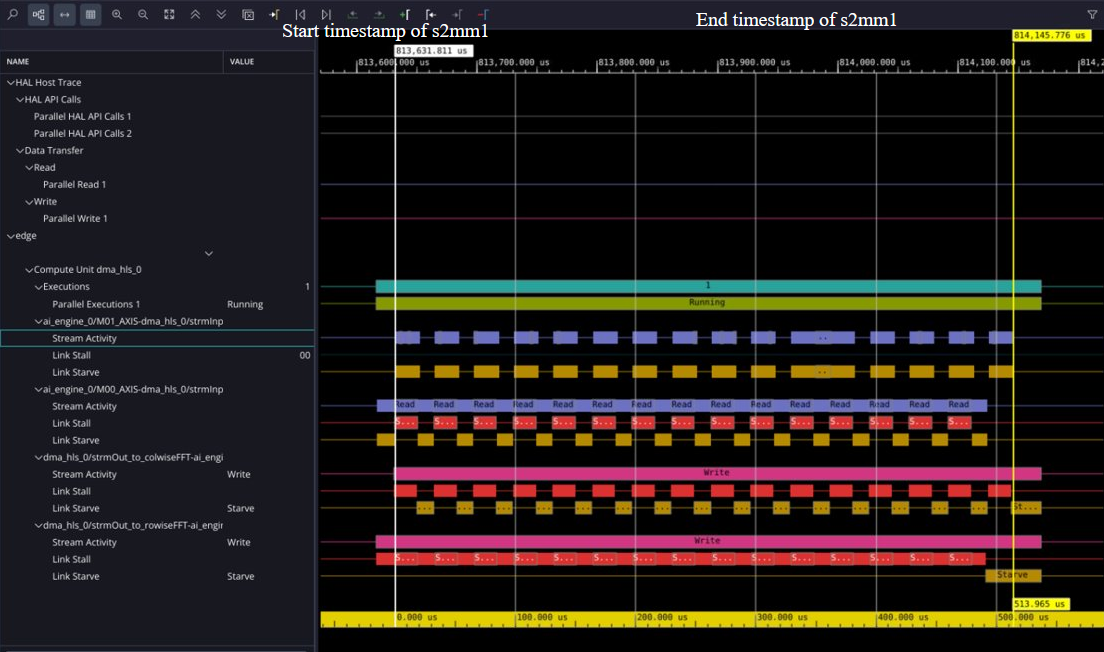 Start timestamp of s2mm1
End timestamp of s2mm1
813,631.811 us
814,145.776 us
NAME VALUE
813,600.000 us 813,700.000 us 813,800.000 us 813,900.000 us 814,000.000 us 814,100.000 us 814,2
HAL Host Trace
HAL API Calls
Parallel HAL API Calls 1
Parallel HAL API Calls 2
Data Transfer
Read
Parallel Read 1
Write
Parallel Write 1
edge
Compute Unit dma_hls_0
Executions 1 1
Parallel Executions 1 Running Running
ai_engine_0/M01_AXIS-dma_hls_0/strmInp
Stream Activity ..
Link Stall 00
Link Starve ..
ai_engine_0/M00_AXIS-dma_hls_0/strmInp
Stream Activity Read Read Read Read Read Read Read Read Read Read Read Read Read Read Read
Link Stall S... S... S... S... S... S... S... S... S... S... S... S... S... S... S...
Link Starve
dma_hls_0/strmOut_to_colwiseFFT-ai_engi
Stream Activity Write Write
Link Stall
Link Starve Starve ... ... ... ... ... ... ... ... ... ... ... ... ... ... ... St...
dma_hls_0/strmOut_to_rowiseFFT-ai_engin
Stream Activity Write Write
Link Stall S... S... S... S... S... S... S... S... S... S... S... S... S... S... S...
Link Starve Starve Starve
513.965 us
0.000 us 100.000 us 200.000 us 300.000 us 400.000 us 500.000 us